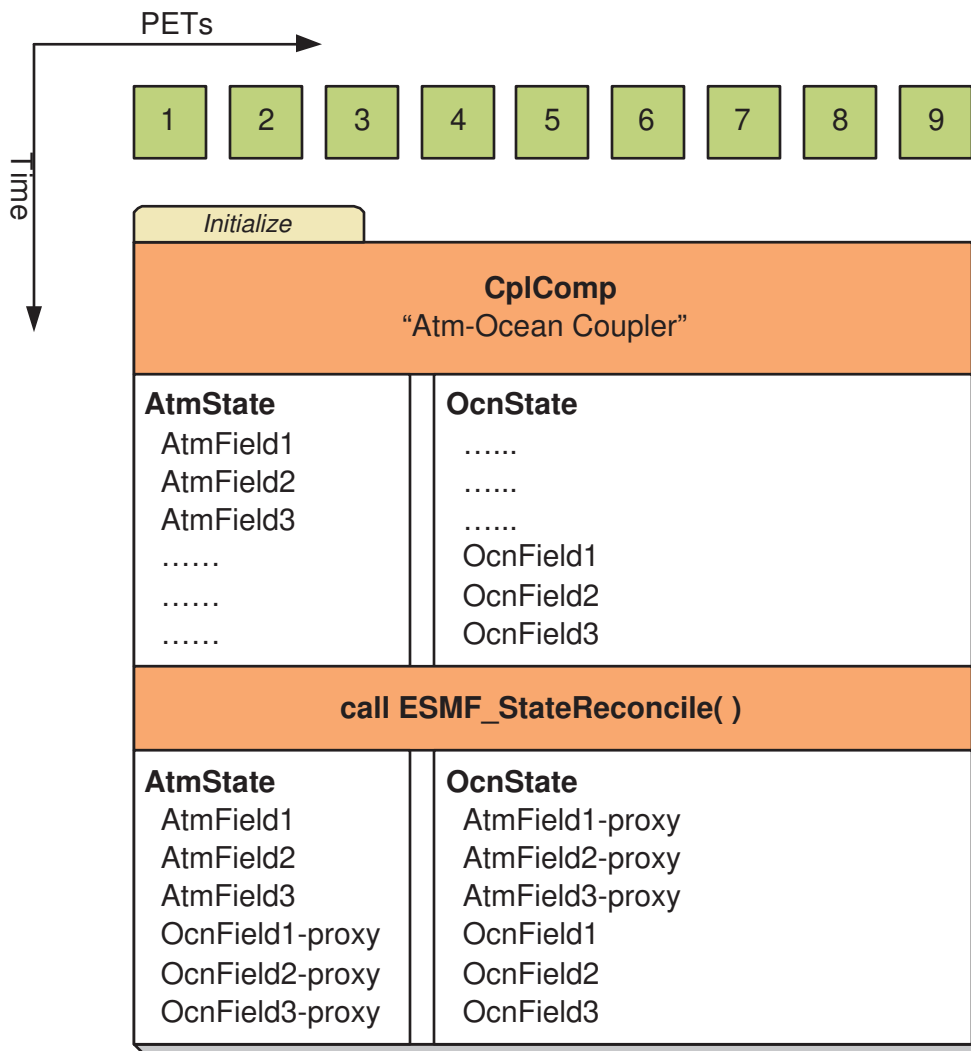 PETs
Time
1 2 3 4 5 6 7 8 9
Initialize
CplComp
“Atm-Ocean Coupler”
AtmState
AtmField1
AtmField2
AtmField3
……
……
……
OcnState
…...
…...
…...
OcnField1
OcnField2
OcnField3
call ESMF_StateReconcile( )
AtmState
AtmField1
AtmField2
AtmField3
OcnField1-proxy
OcnField2-proxy
OcnField3-proxy
OcnState
AtmField1-proxy
AtmField2-proxy
AtmField3-proxy
OcnField1
OcnField2
OcnField3